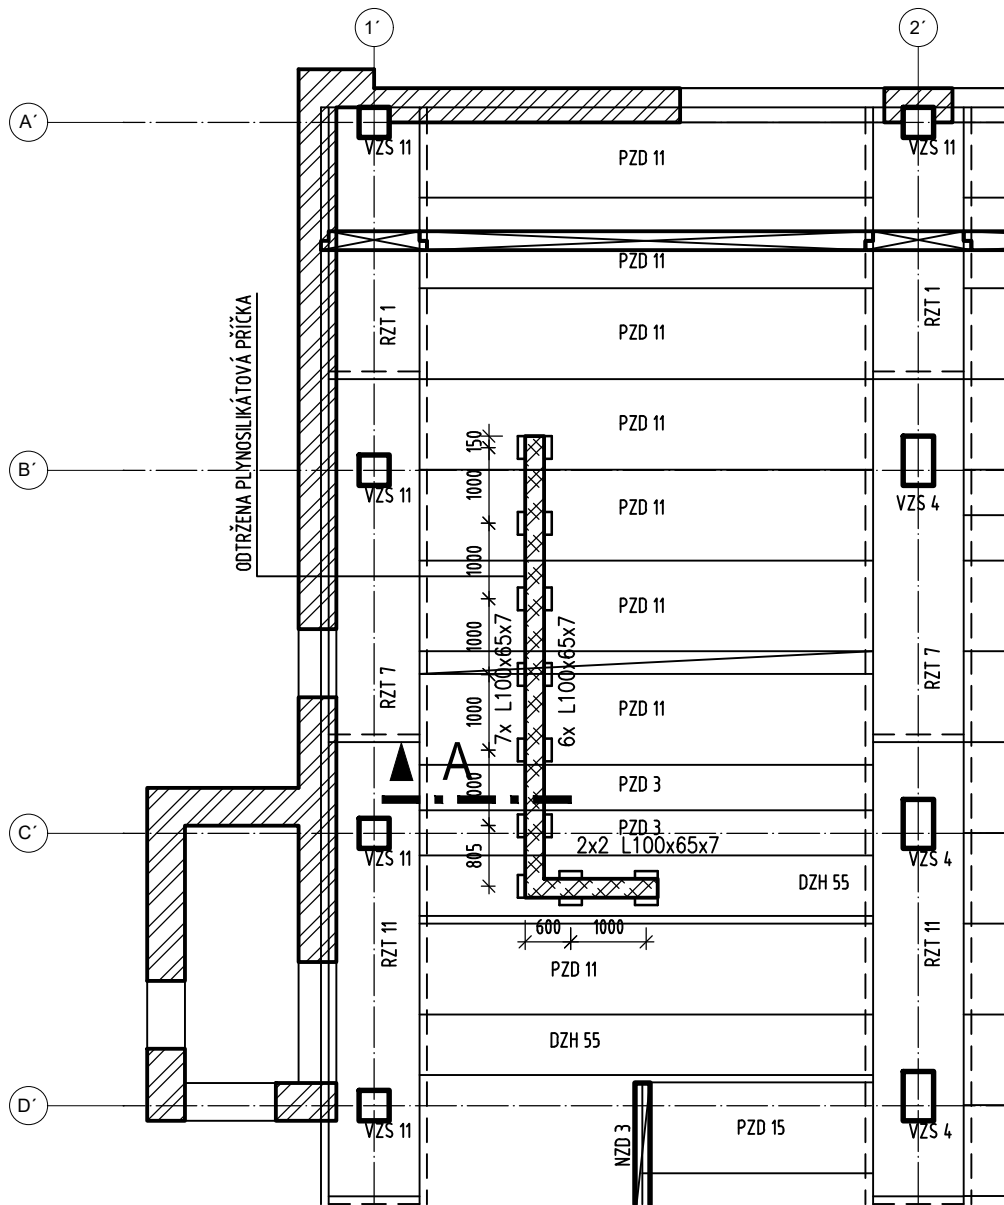 1´
2´
A´
VZS 11
PZD 11
VZS 11
PZD 11
RZT 1
PZD 11
RZT 1
ODTRŽENA PLYNOSILIKÁTOVÁ PŘÍČKA
PZD 11
150
B´
VZS 11
1000
PZD 11
VZS 4
1000
PZD 11
1000
7x L100x65x7
6x L100x65x7
RZT 7
RZT 7
1000
PZD 11
A
PZD 3
000
C´
VZS 11
PZD 3
2x2 L100x65x7
VZS 4
805
DZH 55
RZT 11
600
1000
RZT 11
PZD 11
DZH 55
D´
VZS 11
NZD 3
PZD 15
VZS 4